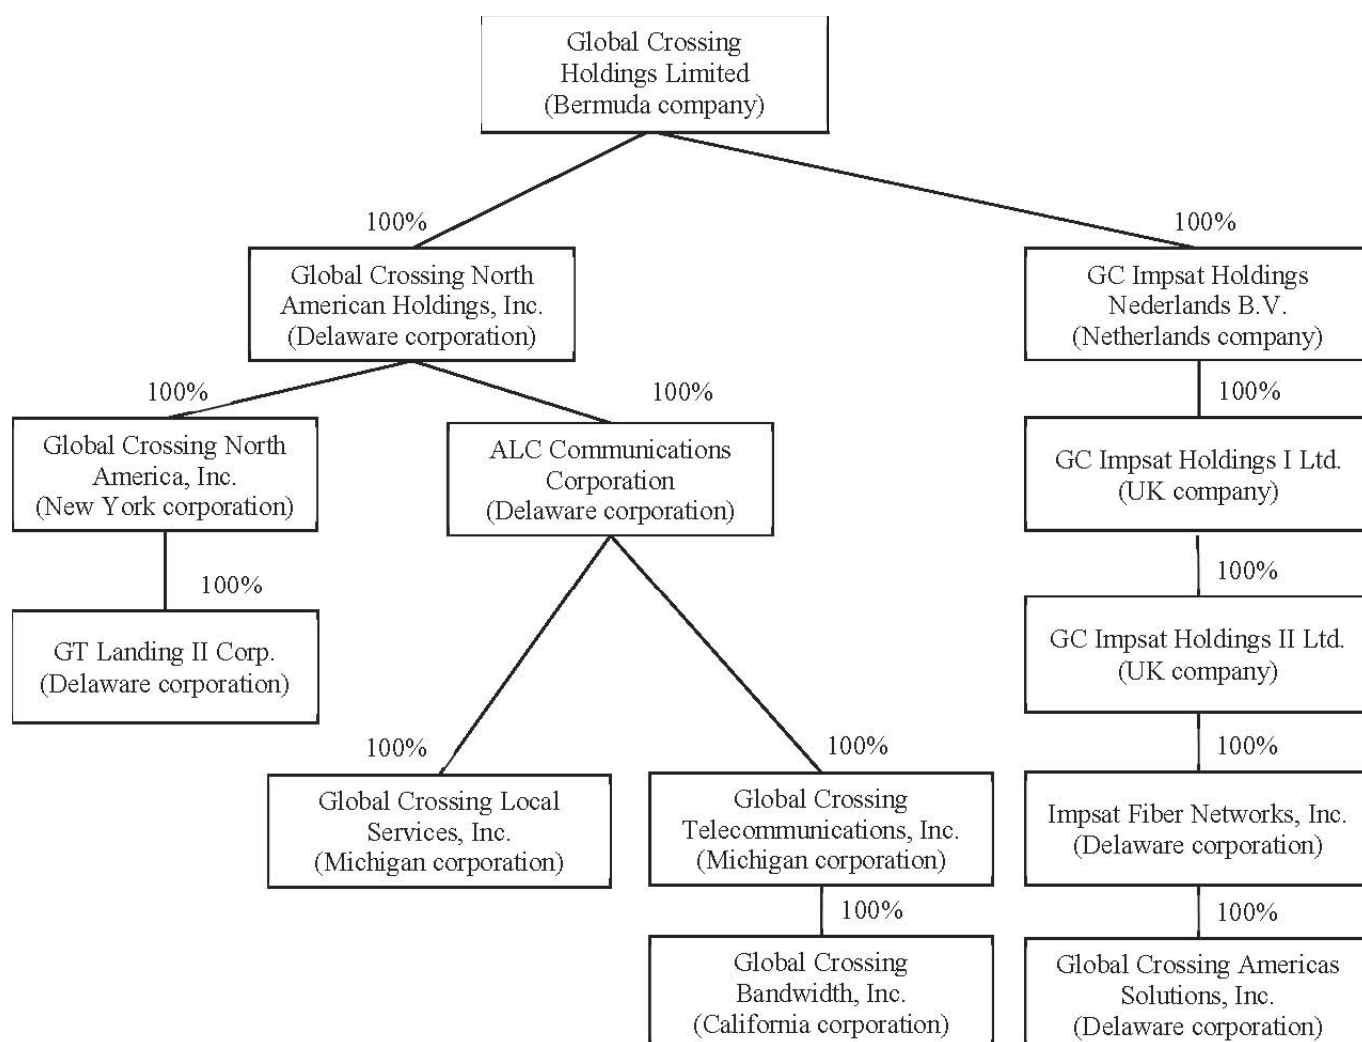 Global Crossing
Holdings Limited
(Bermuda company)
100%
100%
Global Crossing North
American Holdings, Inc.
(Delaware corporation)
GC Impsat Holdings
Nederlands B.V.
(Netherlands company)
100%
100%
100%
Global Crossing North
America, Inc.
(New York corporation)
ALC Communications
Corporation
(Delaware corporation)
GC Impsat Holdings I Ltd.
(UK company)
100%
100%
GT Landing II Corp.
(Delaware corporation)
GC Impsat Holdings II Ltd.
(UK company)
100%
100%
100%
Global Crossing Local
Services, Inc.
(Michigan corporation)
Global Crossing
Telecommunications, Inc.
(Michigan corporation)
Impsat Fiber Networks, Inc.
(Delaware corporation)
100%
100%
Global Crossing
Bandwidth, Inc.
(California corporation)
Global Crossing Americas
Solutions, Inc.
(Delaware corporation)